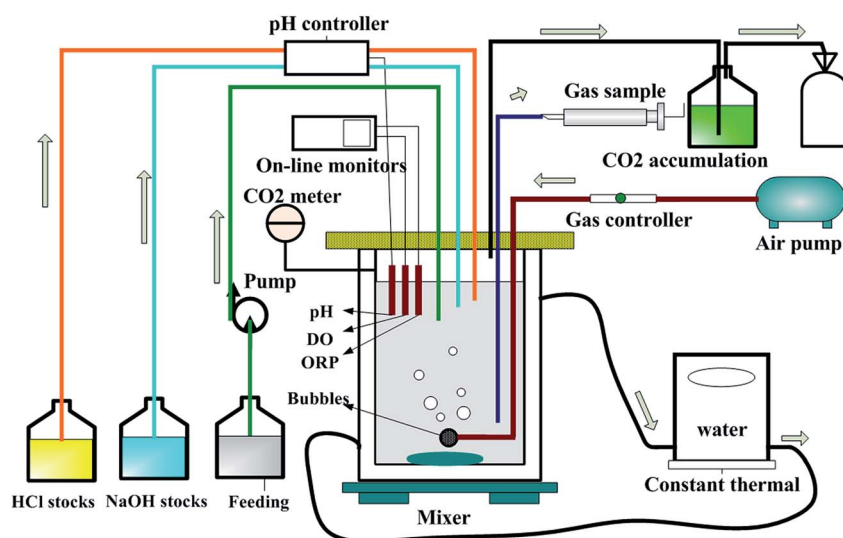 pH controller
Gas sample
On-line monitors
CO2 accumulation
CO2 meter
Gas controller
Air pump
Pump
pH
DO
ORP
Bubbles
water
HCl stocks
NaOH stocks
Feeding
Constant thermal
Mixer